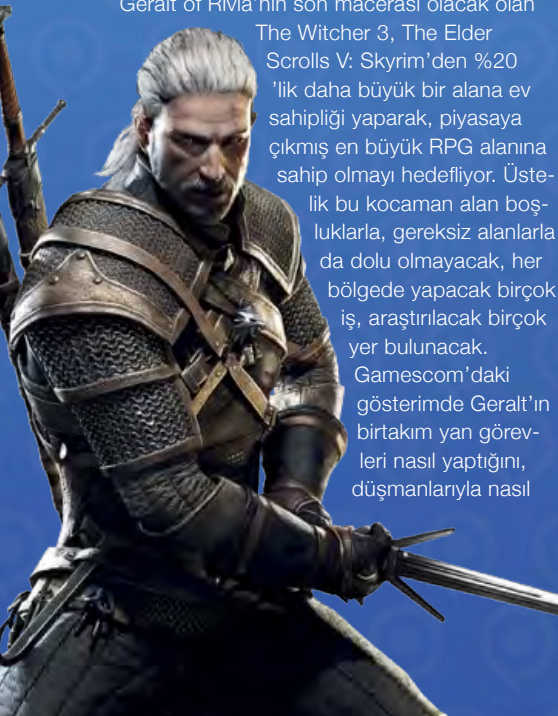 Geralt of Rivia’nın son macerası olacak olan
The Witcher 3, The Elder
Scrolls V: Skyrim’den %20
’lik daha büyük bir alana ev
sahipliği yaparak, piyasaya
çıkmış en büyük RPG alanına
sahip olmayı hedefliyor. Üste-
lik bu kocaman alan boş-
luklarla, gereksiz alanlarla
da dolu olmayacak, her
bölgede yapacak birçok
iş, araştırılacak birçok
yer bulunacak.
Gamescom’daki
gösterimde Geralt’ın
birtakım yan görev-
leri nasıl yaptığını,
düşmanlarıyla nasıl